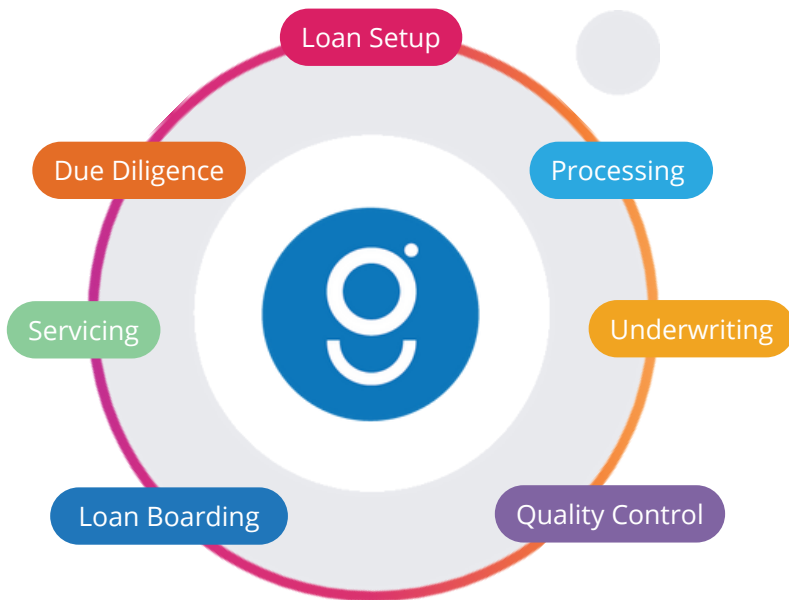 Loan Setup
Due Diligence
Processing
Servicing
Underwriting
Loan Boarding
Quality Control